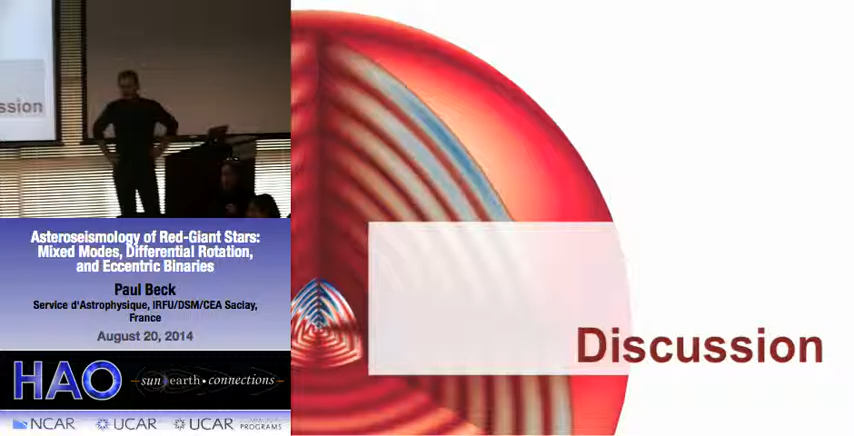 ssion
Asteroseismology of Red-Giant Stars:
Mixed Modes, Differential Rotation,
and Eccentric Binaries
Paul Beck
Service d'Astrophysique, IRFU/DSM/CEA Saclay,
France
August 20, 2014
HAO
sun earth • connections
NCAR
UCAR
UCAR
PROGRAMS
Discussion